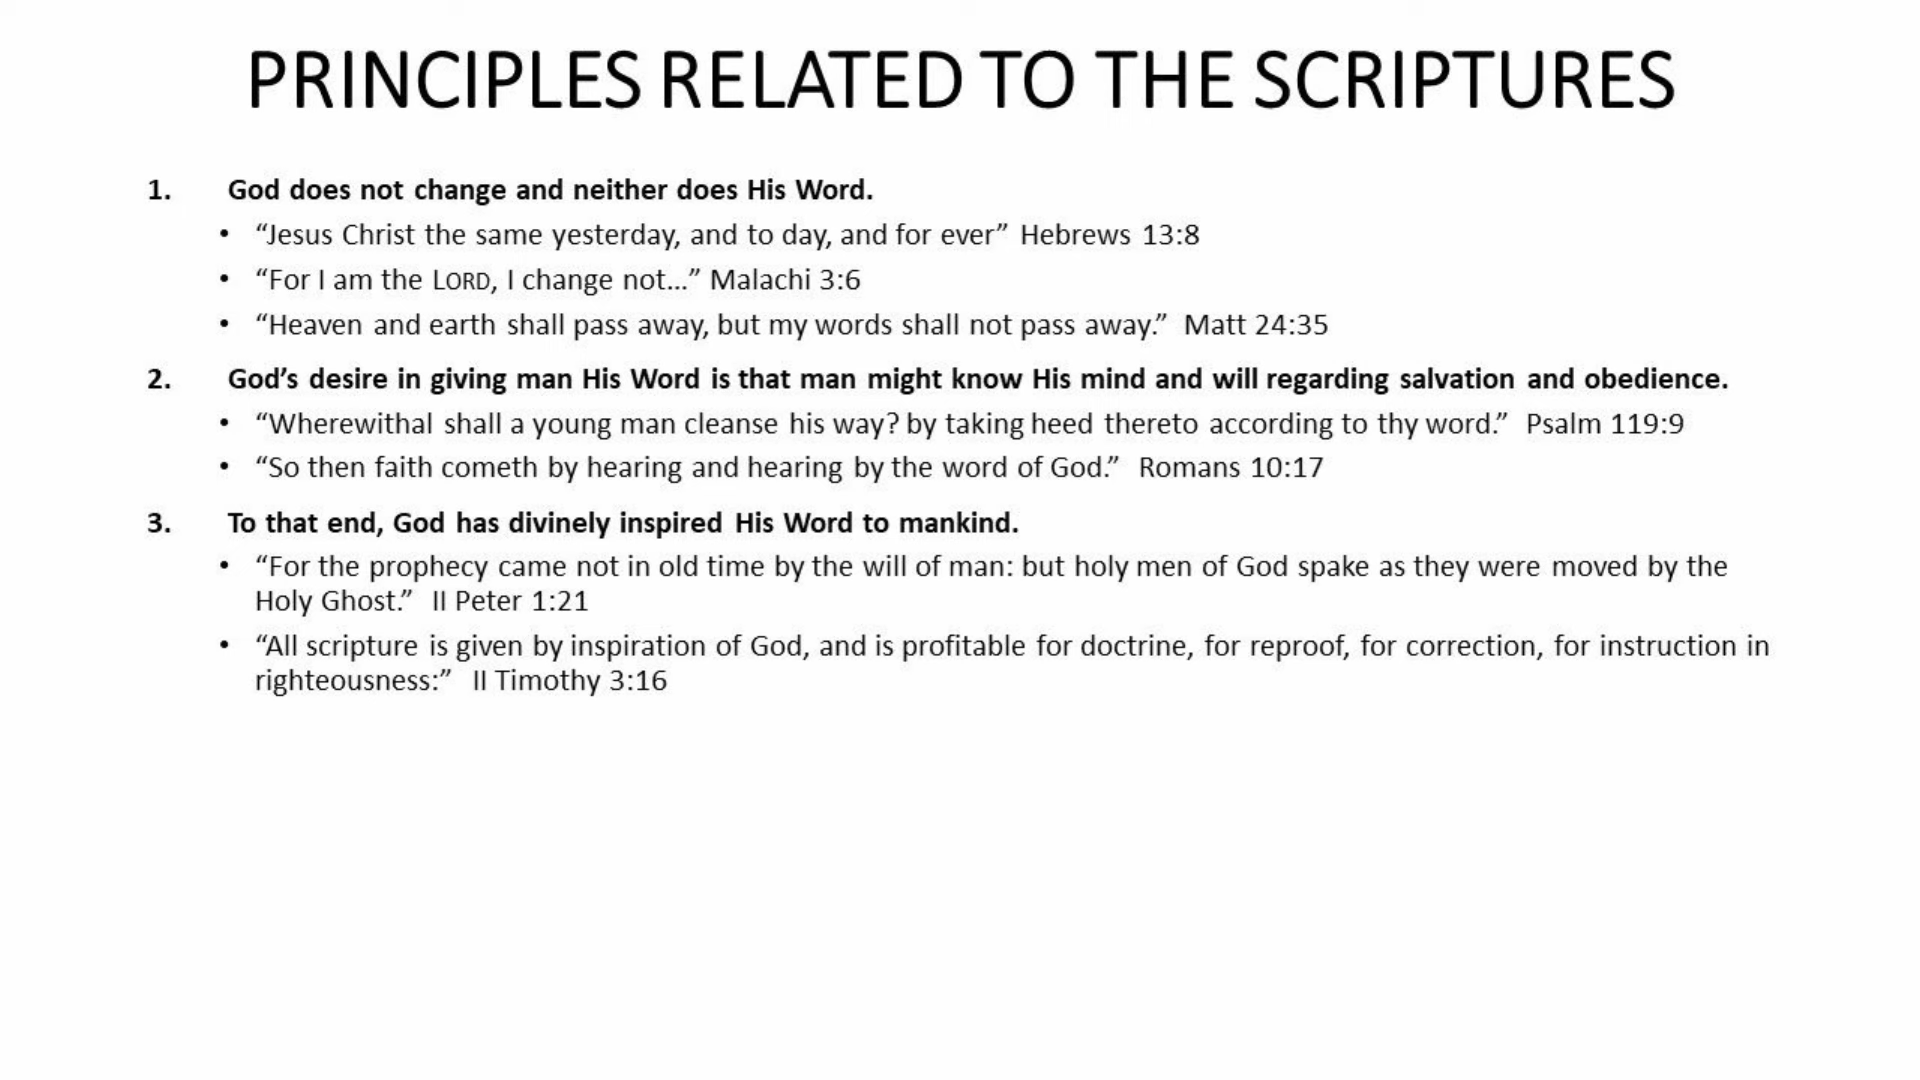 PRINCIPLES RELATED TO THE SCRIPTURES
1. God does not change and neither does His Word.
• “Jesus Christ the same yesterday, and to day, and for ever” Hebrews 13:8
• “For I am the LORD, I change not…” Malachi 3:6
• “Heaven and earth shall pass away, but my words shall not pass away.” Matt 24:35
2. God’s desire in giving man His Word is that man might know His mind and will regarding salvation and obedience.
• “Wherewithal shall a young man cleanse his way? by taking heed thereto according to thy word.” Psalm 119:9
• “So then faith cometh by hearing and hearing by the word of God.” Romans 10:17
3. To that end, God has divinely inspired His Word to mankind.
• “For the prophecy came not in old time by the will of man: but holy men of God spake as they were moved by the
Holy Ghost.” II Peter 1:21
• “All scripture is given by inspiration of God, and is profitable for doctrine, for reproof, for correction, for instruction in
righteousness:” II Timothy 3:16